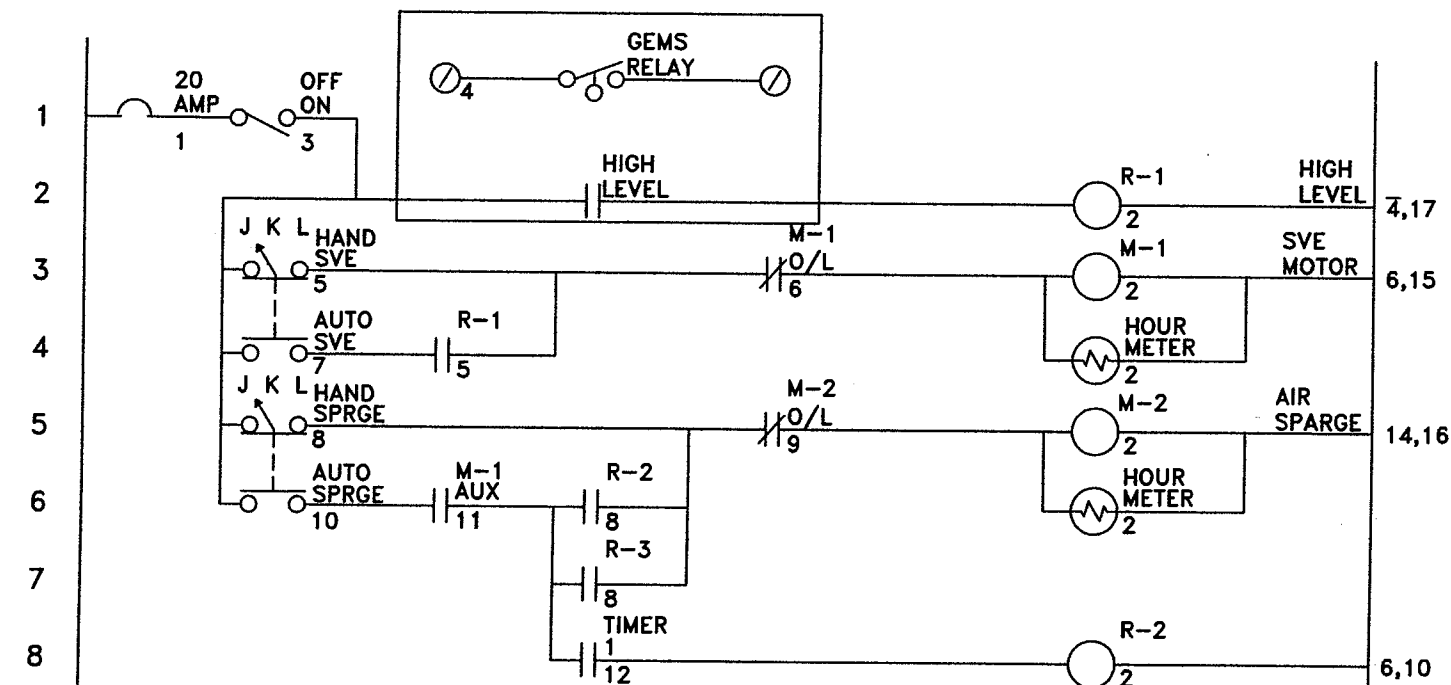 GEMS
RELAY
4
20
AMP
OFF
ON
1
1
3
HIGH
LEVEL
2
R-1
2
HIGH
LEVEL
4,17
J K L
HAND
SVE
3
5
M-1
O/L
6
M-1
2
SVE
MOTOR
6,15
AUTO
SVE
4
7
R-1
5
HOUR
METER
2
J K L
HAND
SPRGE
5
8
M-2
O/L
9
M-2
2
AIR
SPARGE
14,16
AUTO
SPRGE
6
10
M-1
AUX
11
R-2
8
HOUR
METER
2
7
R-3
8
8
TIMER
1
12
R-2
2
6,10